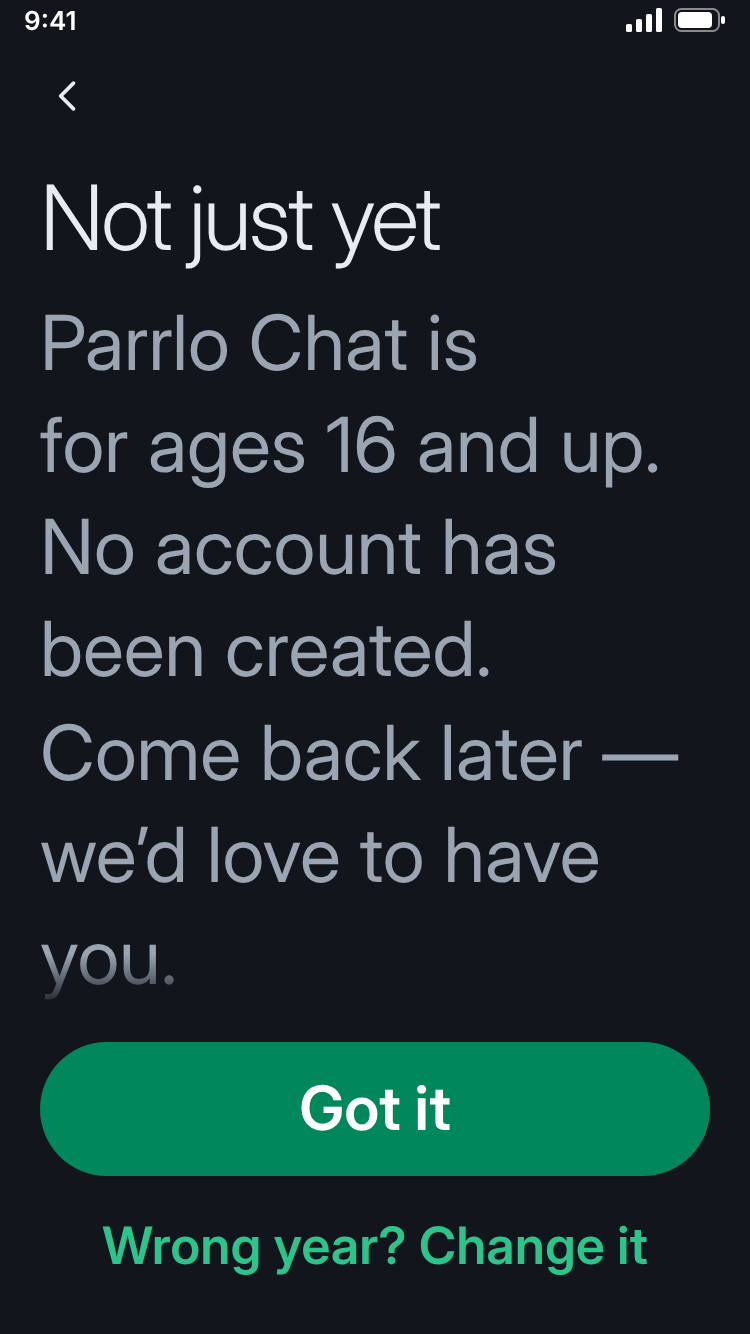 9:41
Not just yet
Parrlo Chat is
for ages 16 and up.
No account has
been created.
Come back later —
we’d love to have
you.
Got it
Wrong year? Change it